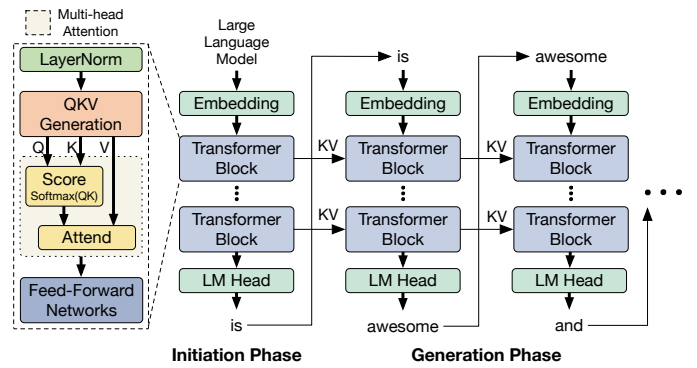 Multi-head
Attention
LayerNorm
QKV
Generation
Q K V
Score
Softmax(QK)
Attend
Feed-Forward
Networks
Large
Language
Model
Embedding
Transformer
Block
Transformer
Block
LM Head
is
KV
KV
is
Embedding
Transformer
Block
Transformer
Block
LM Head
awesome
KV
KV
awesome
Embedding
Transformer
Block
Transformer
Block
LM Head
and
Initiation Phase
Generation Phase